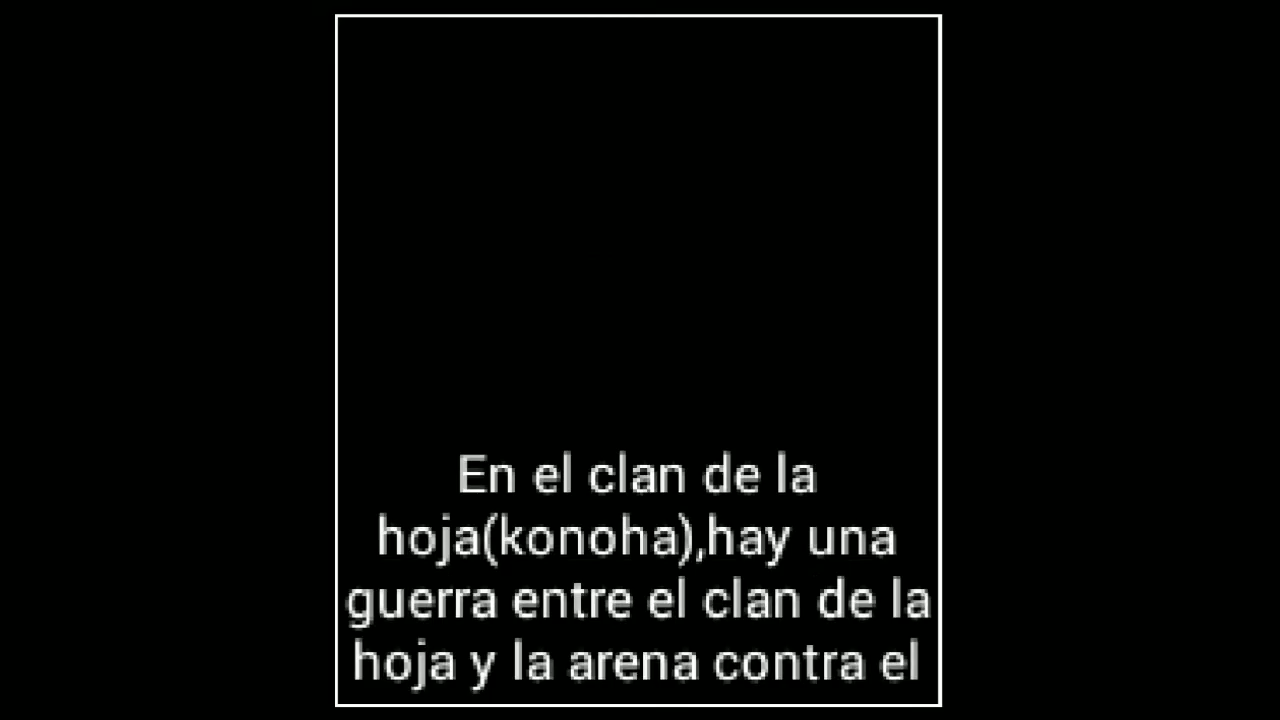 En el clan de la
hoja(konoha),hay una
guerra entre el clan de la
hoja y la arena contra el